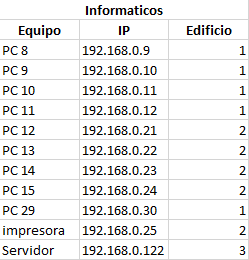 Informaticos
Equipo IP Edificio
PC 8 192.168.0.9 1
PC 9 192.168.0.10 1
PC 10 192.168.0.11 1
PC 11 192.168.0.12 1
PC 12 192.168.0.21 2
PC 13 192.168.0.22 2
PC 14 192.168.0.23 2
PC 15 192.168.0.24 2
PC 29 192.168.0.30 1
impresora 192.168.0.25 2
Servidor 192.168.0.122 3